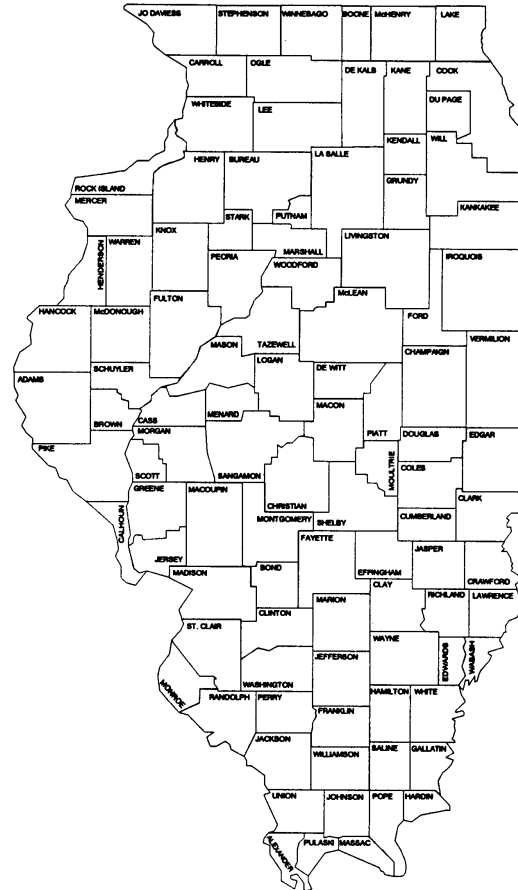 JO DAVIESS
STEPHENSON
WINNEBAGO
BOONE
McHENRY
LAKE
CARROLL
OGLE
DE KALB
KANE
COOK
DU PAGE
WHITESIDE
LEE
KENDALL
WILL
HENRY
BUREAU
LA SALLE
GRUNDY
ROCK ISLAND
MERCER
KANKAKEE
STARK
PUTNAM
KNOX
LIVINGSTON
HENDERSON
WARREN
PEORIA
MARSHALL
WOODFORD
IROQUOIS
McLEAN
FULTON
HANCOCK
McDONOUGH
FORD
MASON
TAZEWELL
LOGAN
CHAMPAIGN
VERMILION
SCHUYLER
ADAMS
DE WITT
MACON
BROWN
CASS
MENARD
MORGAN
PIATT
DOUGLAS
EDGAR
PIKE
SCOTT
SANGAMON
MOULTRIE
COLES
GREENE
MACOUPIN
CHRISTIAN
CLARK
CALHOUN
MONTGOMERY
SHELBY
CUMBERLAND
FAYETTE
JASPER
JERSEY
MADISON
BOND
EFFINGHAM
CLAY
CRAWFORD
RICHLAND
LAWRENCE
MARION
CLINTON
ST. CLAIR
WAYNE
EDWARDS
WABASH
JEFFERSON
WASHINGTON
MONROE
RANDOLPH
PERRY
HAMILTON
WHITE
FRANKLIN
JACKSON
WILLIAMSON
SALINE
GALLATIN
UNION
JOHNSON
POPE
HARDIN
ALEXANDER
PULASKI
MASSAC